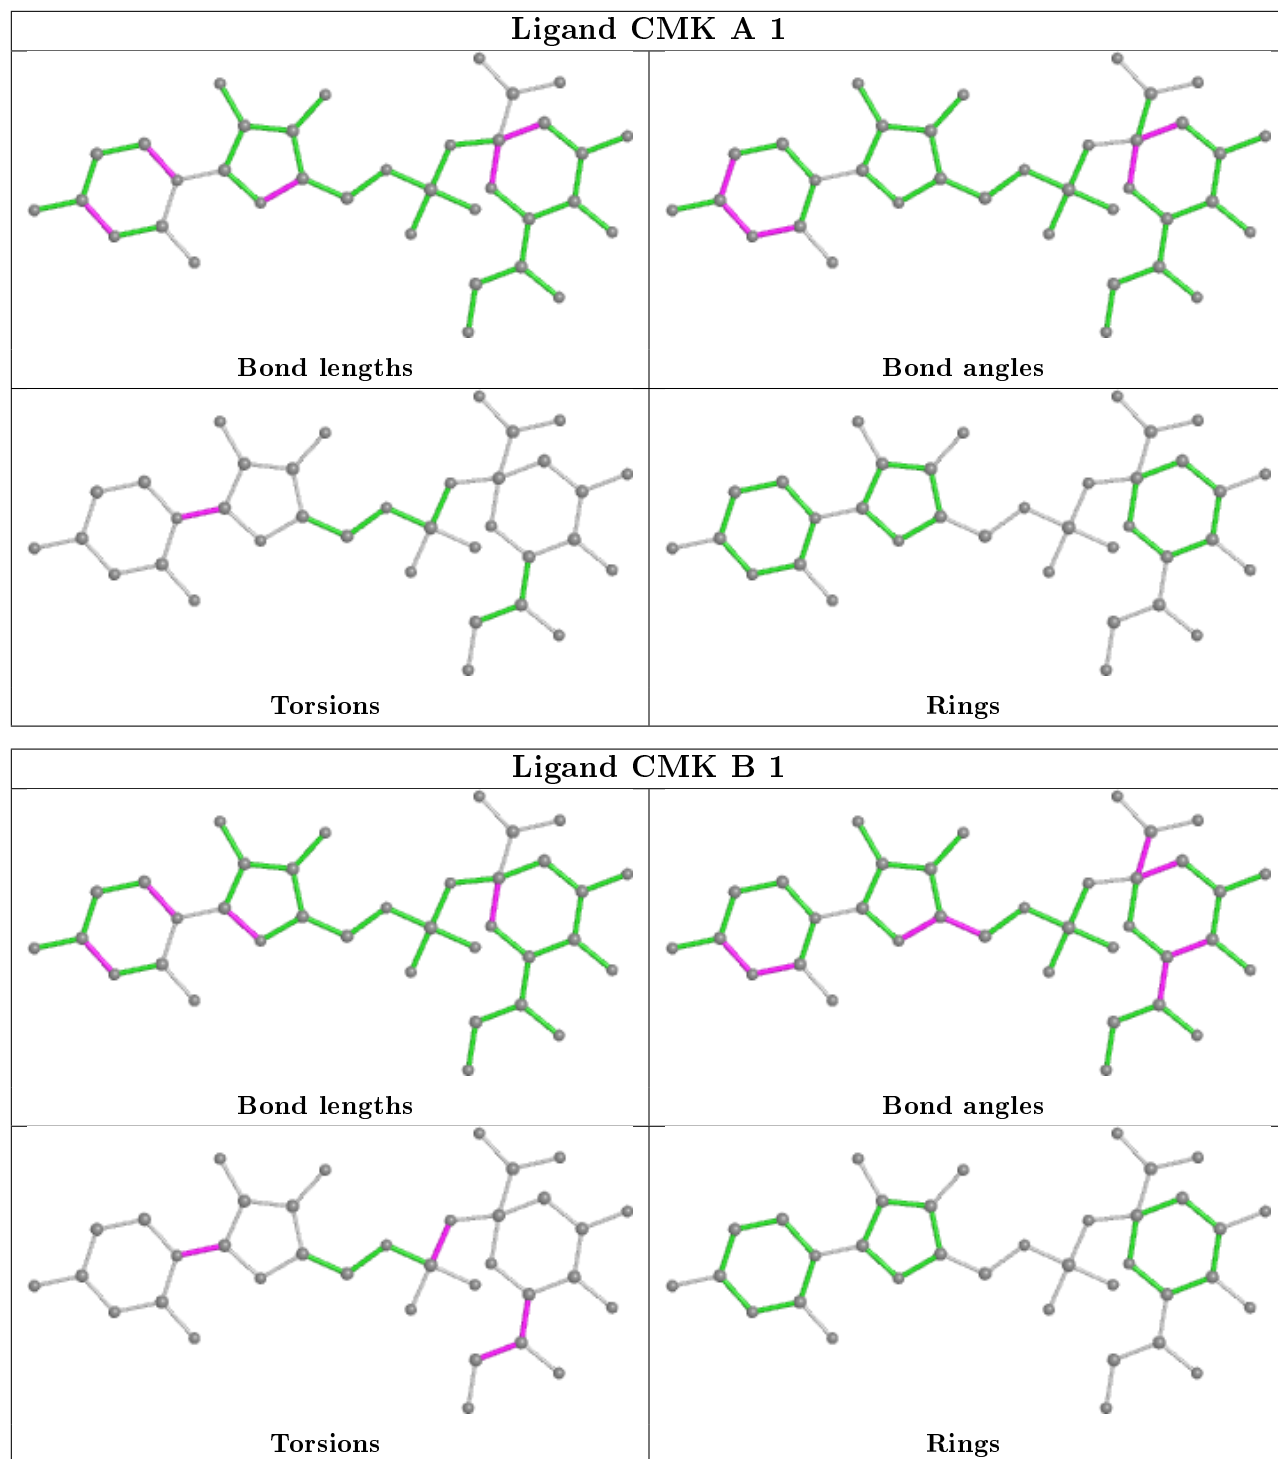 Ligand CMK A 1
Bond lengths
Bond angles
Torsions
Rings
Ligand CMK B 1
Bond lengths
Bond angles
Torsions
Rings